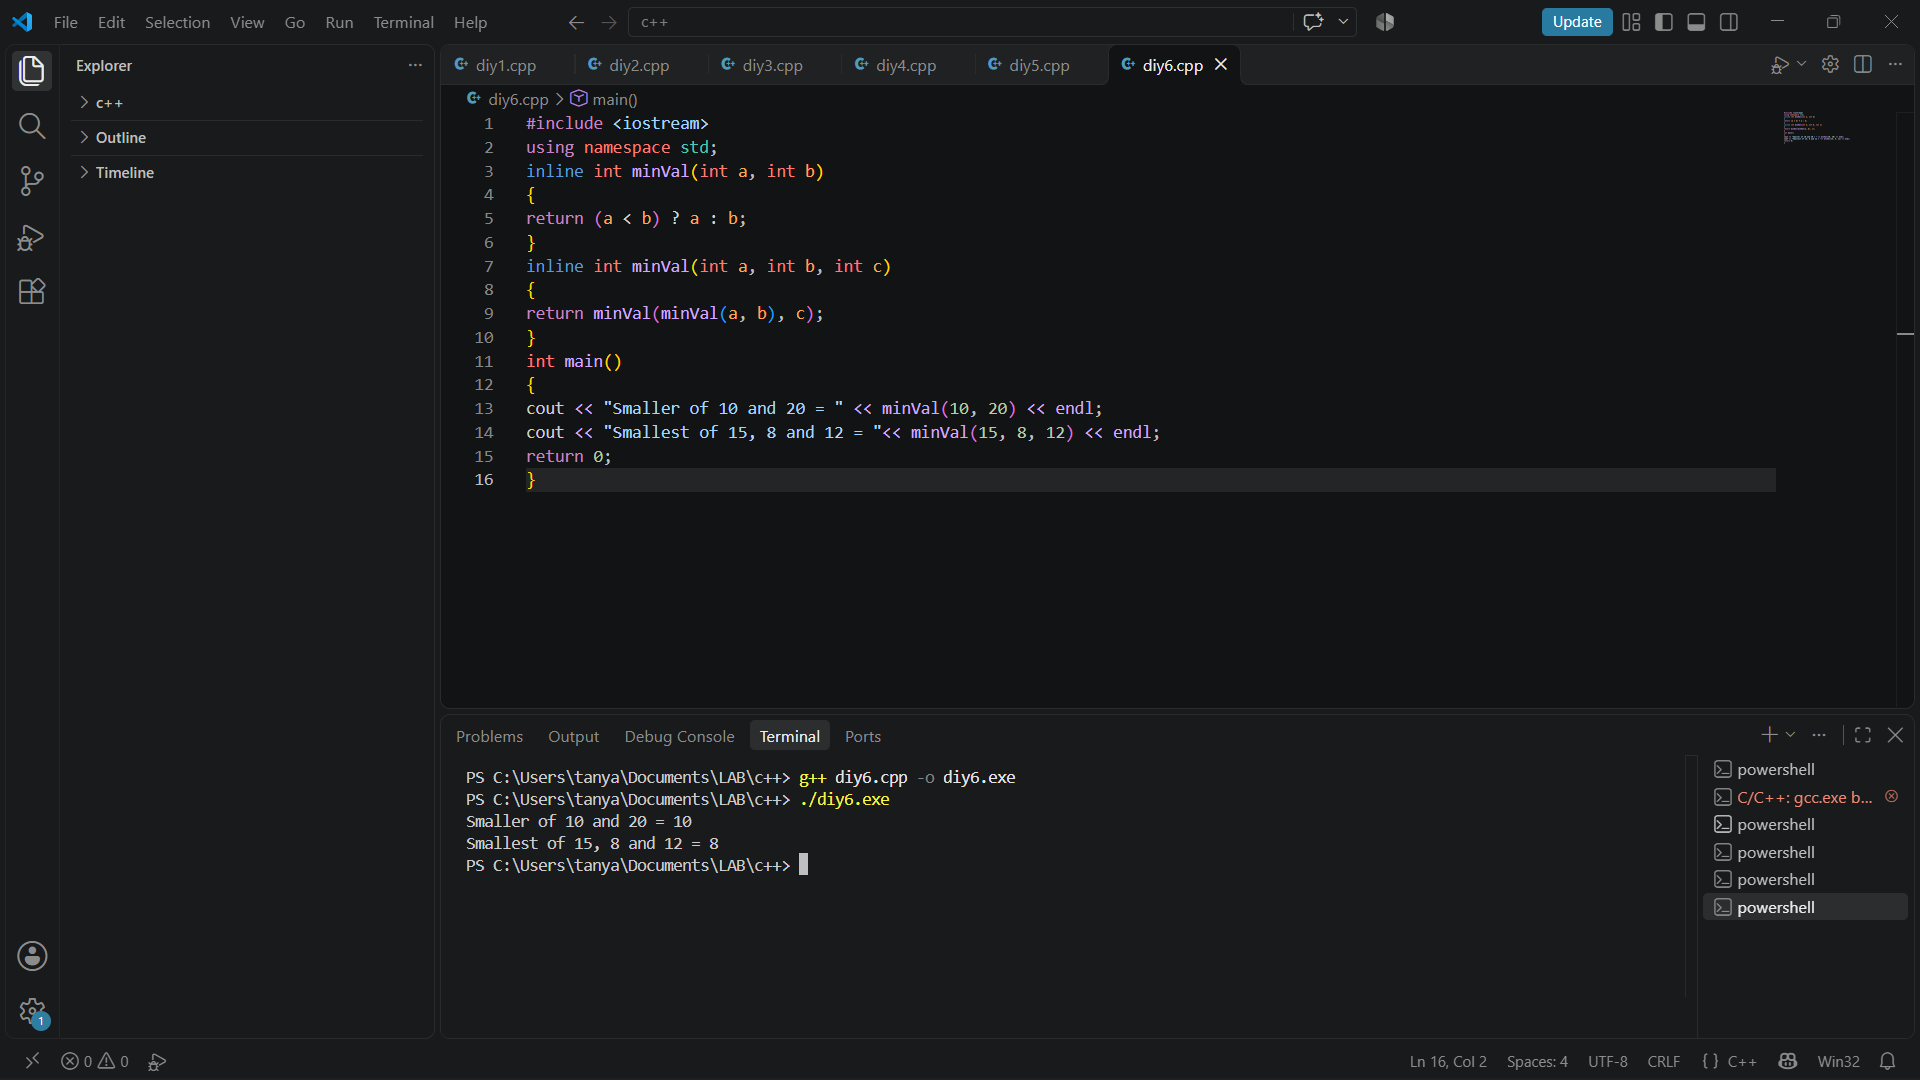 File Edit Selection View Go Run Terminal Help
c++
Update
Explorer
c++
Outline
Timeline
diy1.cpp
diy2.cpp
diy3.cpp
diy4.cpp
diy5.cpp
diy6.cpp
diy6.cpp > main()
1 #include <iostream>
2 using namespace std;
3 inline int minVal(int a, int b)
4 {
5 return (a < b) ? a : b;
6 }
7 inline int minVal(int a, int b, int c)
8 {
9 return minVal(minVal(a, b), c);
10 }
11 int main()
12 {
13 cout << "Smaller of 10 and 20 = " << minVal(10, 20) << endl;
14 cout << "Smallest of 15, 8 and 12 = "<< minVal(15, 8, 12) << endl;
15 return 0;
16 }
Problems Output Debug Console Terminal Ports
PS C:\Users\tanya\Documents\LAB\c++> g++ diy6.cpp -o diy6.exe
PS C:\Users\tanya\Documents\LAB\c++> ./diy6.exe
Smaller of 10 and 20 = 10
Smallest of 15, 8 and 12 = 8
PS C:\Users\tanya\Documents\LAB\c++>
powershell
C/C++: gcc.exe b...
powershell
powershell
powershell
powershell
1
0 0
Ln 16, Col 2 Spaces: 4 UTF-8 CRLF {} C++ Win32